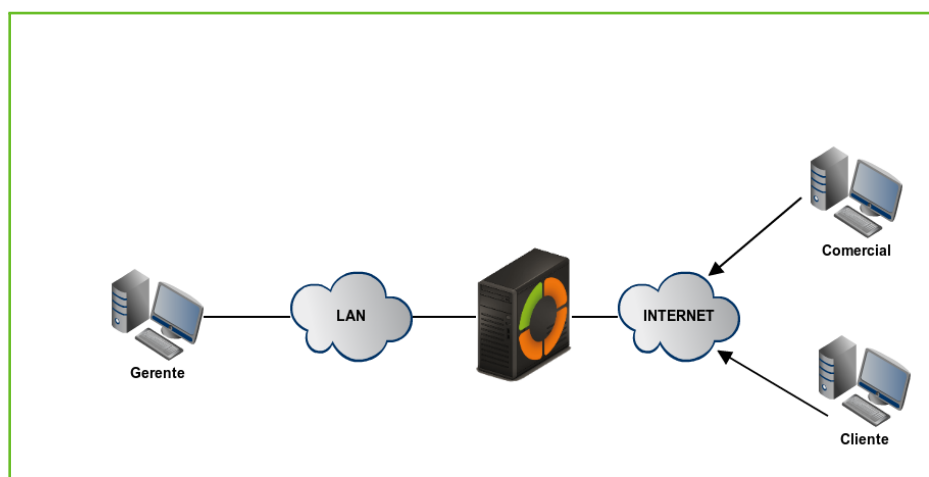 Comercial
LAN
INTERNET
Gerente
Cliente